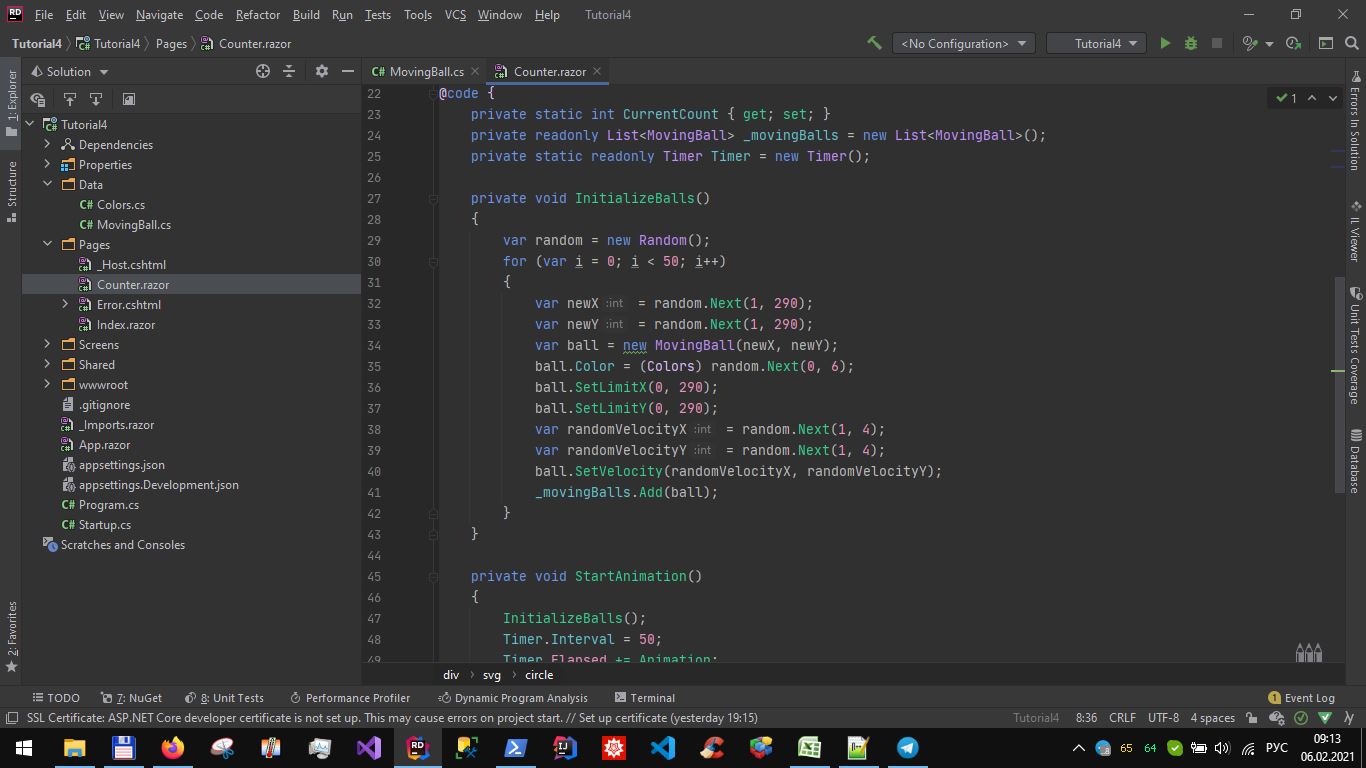 RD File Edit View Navigate Code Refactor Build Run Tests Tools VCS Window Help Tutorial4
Tutorial4 Tutorial4 Pages Counter.razor <No Configuration> Tutorial4
1: Explorer
Structure
2: Favorites
Solution
Tutorial4
Dependencies
Properties
Data
C# Colors.cs
C# MovingBall.cs
Pages
_Host.cshtml
Counter.razor
Error.cshtml
Index.razor
Screens
Shared
wwwroot
.gitignore
_Imports.razor
App.razor
appsettings.json
appsettings.Development.json
C# Program.cs
C# Startup.cs
Scratches and Consoles
C# MovingBall.cs Counter.razor
1
22 @code {
23 private static int CurrentCount { get; set; }
24 private readonly List<MovingBall> _movingBalls = new List<MovingBall>();
25 private static readonly Timer Timer = new Timer();
26
27 private void InitializeBalls()
28 {
29 var random = new Random();
30 for (var i = 0; i < 50; i++)
31 {
32 var newX :int = random.Next(1, 290);
33 var newY :int = random.Next(1, 290);
34 var ball = new MovingBall(newX, newY);
35 ball.Color = (Colors) random.Next(0, 6);
36 ball.SetLimitX(0, 290);
37 ball.SetLimitY(0, 290);
38 var randomVelocityX :int = random.Next(1, 4);
39 var randomVelocityY :int = random.Next(1, 4);
40 ball.SetVelocity(randomVelocityX, randomVelocityY);
41 _movingBalls.Add(ball);
42 }
43 }
44
45 private void StartAnimation()
46 {
47 InitializeBalls();
48 Timer.Interval = 50;
49 Timer.Elapsed += Animation;
div svg circle
Errors In Solution
IL Viewer
Unit Tests Coverage
Database
TODO 7: NuGet 8: Unit Tests Performance Profiler Dynamic Program Analysis Terminal 1 Event Log
SSL Certificate: ASP.NET Core developer certificate is not set up. This may cause errors on project start. // Set up certificate (yesterday 19:15) Tutorial4 8:36 CRLF UTF-8 4 spaces
RD IJ 65 64 РУС 09:13
06.02.2021